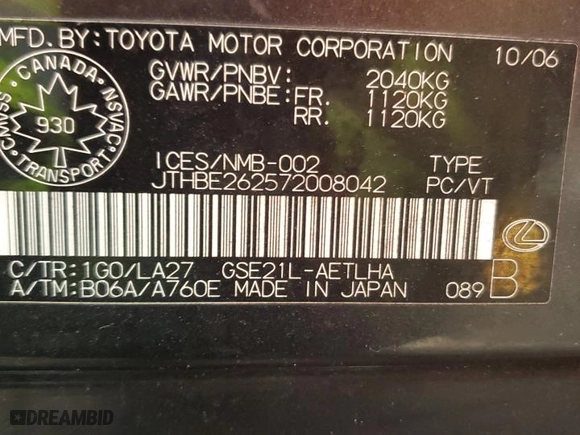 MFD. BY: TOYOTA MOTOR CORPORATION 10/06
GVWR/PNBV: 2040KG
GAWR/PNBE: FR. 1120KG
RR. 1120KG
CANADA
CMVSS NSVAC
930
TRANSPORT
ICES/NMB-002 TYPE
JTHBE262572008042 PC/VT
C/TR: 1G0/LA27 GSE21L-AETLHA
A/TM: B06A/A760E MADE IN JAPAN 089 B
DREAMBID